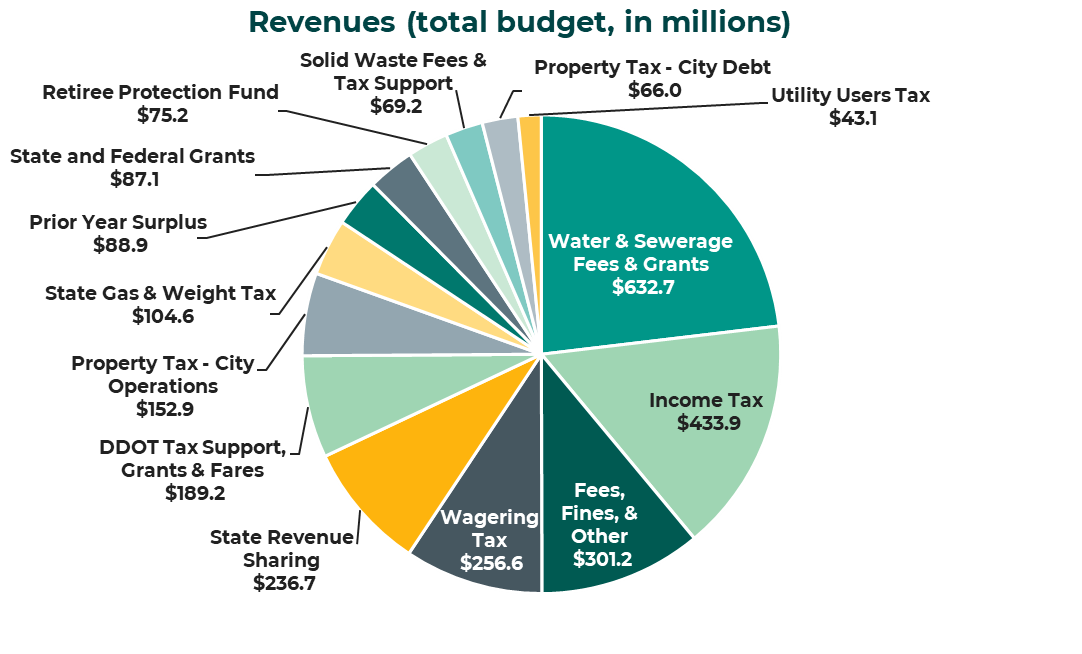 Revenues (total budget, in millions)
Solid Waste Fees &
Tax Support
$69.2
Property Tax - City Debt
$66.0
Utility Users Tax
$43.1
Retiree Protection Fund
$75.2
State and Federal Grants
$87.1
Prior Year Surplus
$88.9
State Gas & Weight Tax
$104.6
Property Tax - City
Operations
$152.9
DDOT Tax Support,
Grants & Fares
$189.2
State Revenue
Sharing
$236.7
Wagering
Tax
$256.6
Fees,
Fines, &
Other
$301.2
Income Tax
$433.9
Water & Sewerage
Fees & Grants
$632.7